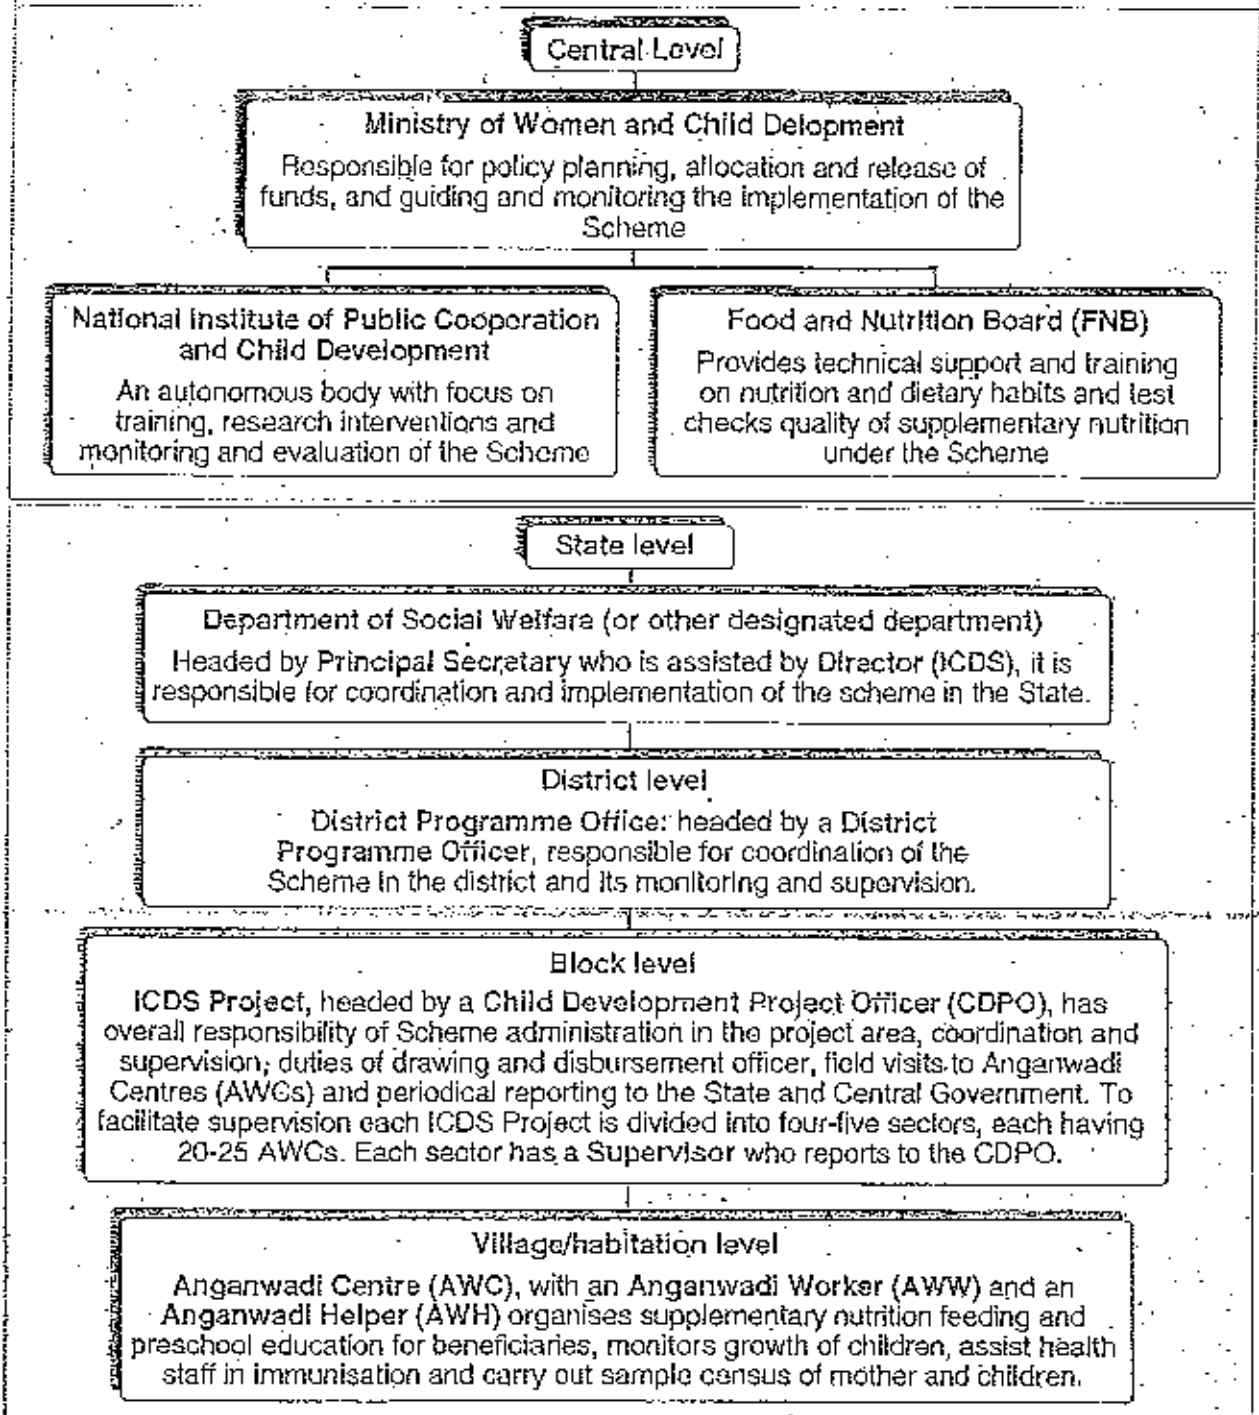 Central Level
Ministry of Women and Child Delopment
Responsible for policy planning, allocation and release of
funds, and guiding and monitoring the implementation of the
Scheme
National Institute of Public Cooperation
and Child Development
An autonomous body with focus on
training, research interventions and
monitoring and evaluation of the Scheme
Food and Nutrition Board (FNB)
Provides technical support and training
on nutrition and dietary habits and test
checks quality of supplementary nutrition
under the Scheme
State level
Department of Social Welfara (or other designated department)
Headed by Principal Secretary who is assisted by Director (ICDS), it is
responsible for coordination and implementation of the scheme in the State.
District level
District Programme Office: headed by a District
Programme Officer, responsible for coordination of the
Scheme in the district and its monitoring and supervision.
Block level
ICDS Project, headed by a Child Development Project Officer (CDPO), has
overall responsibility of Scheme administration in the project area, coordination and
supervision; duties of drawing and disbursement officer, field visits to Anganwadi
Centres (AWCs) and periodical reporting to the State and Central Government. To
facilitate supervision each ICDS Project is divided into four-five sectors, each having
20-25 AWCs. Each sector has a Supervisor who reports to the CDPO.
Village/habitation level
Anganwadi Centre (AWC), with an Anganwadi Worker (AWW) and an
Anganwadi Helper (AWH) organises supplementary nutrition feeding and
preschool education for beneficiaries, monitors growth of children, assist health
staff in immunisation and carry out sample census of mother and children.